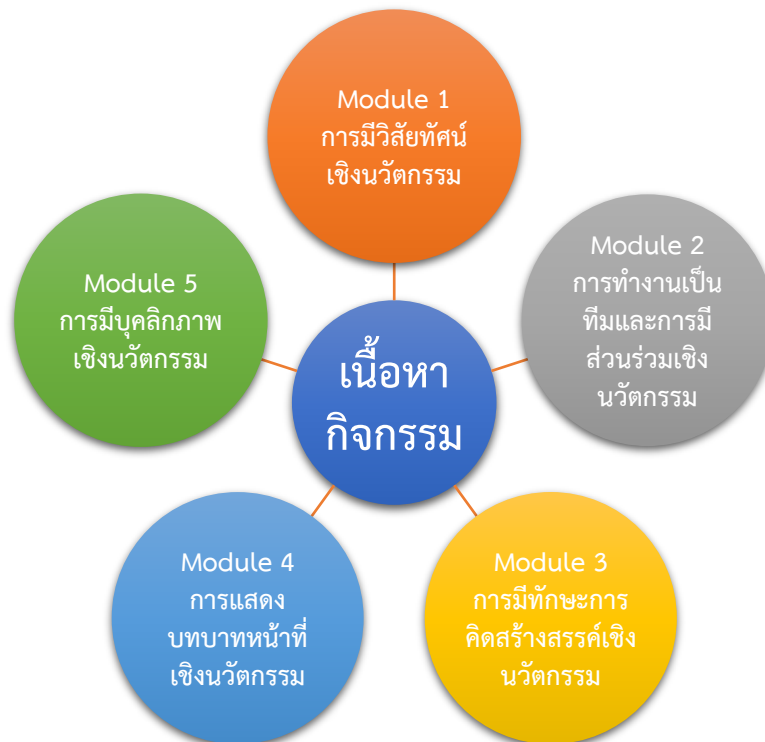 Module 1
การมีวิสัยทัศน์
เชิงนวัตกรรม
Module 2
การทำงานเป็น
ทีมและการมี
ส่วนร่วมเชิง
นวัตกรรม
Module 5
การมีบุคลิกภาพ
เชิงนวัตกรรม
เนื้อหา
กิจกรรม
Module 4
การแสดง
บทบาทหน้าที่
เชิงนวัตกรรม
Module 3
การมีทักษะการ
คิดสร้างสรรค์เชิง
นวัตกรรม